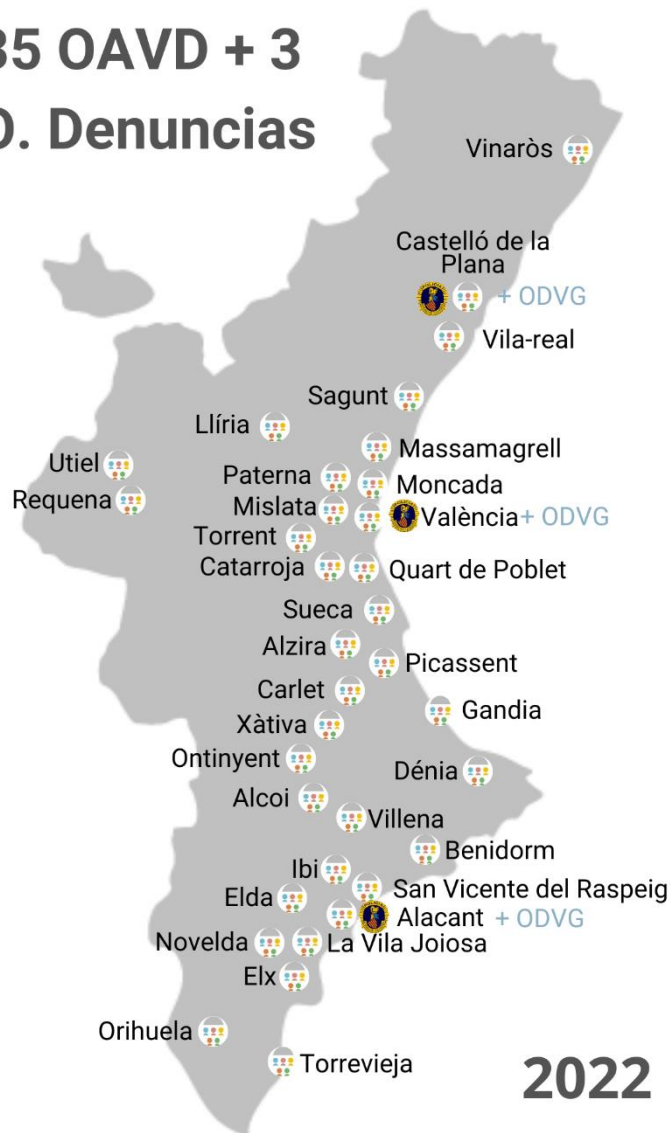 35 OAVD + 3
O. Denuncias
Vinaròs
Castelló de la
Plana
+ ODVG
Vila-real
Sagunt
Llíria
Massamagrell
Utiel
Paterna
Moncada
Requena
Mislata
València + ODVG
Torrent
Catarroja
Quart de Poblet
Sueca
Alzira
Picassent
Carlet
Gandia
Xàtiva
Ontinyent
Dénia
Alcoi
Villena
Benidorm
Ibi
San Vicente del Raspeig
Elda
Alacant + ODVG
Novelda
La Vila Joiosa
Elx
Orihuela
Torrevieja
2022